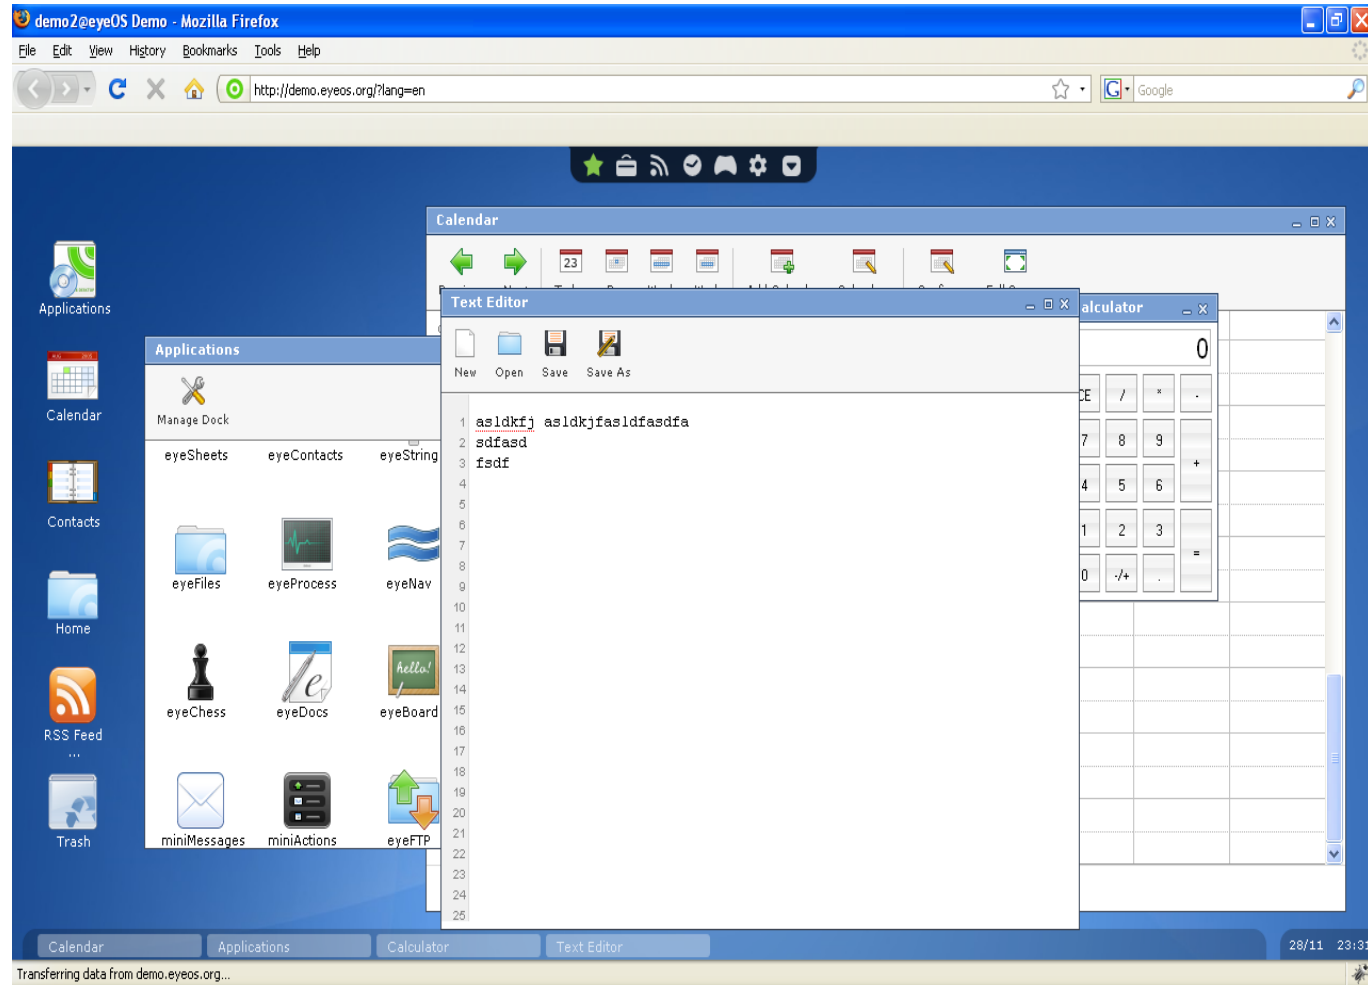 demo2@eyeOS Demo - Mozilla Firefox
File Edit View History Bookmarks Tools Help
http://demo.eyeos.org/?lang=en
Google
Calendar
23
Applications
Calendar
Contacts
Home
RSS Feed
...
Trash
Applications
Manage Dock
eyeSheets eyeContacts eyeString
eyeFiles eyeProcess eyeNav
hello!
eyeChess eyeDocs eyeBoard
miniMessages miniActions eyeFTP
Text Editor
New Open Save Save As
1 asldkfj asldkjfasldfasdfa
2 sdfasd
3 fsdf
4
5
6
7
8
9
10
11
12
13
14
15
16
17
18
19
20
21
22
23
24
25
alculator
0
CE / * -
7 8 9
+
4 5 6
1 2 3
=
0 -/+ .
Calendar Applications Calculator Text Editor
28/11 23:31
Transferring data from demo.eyeos.org...